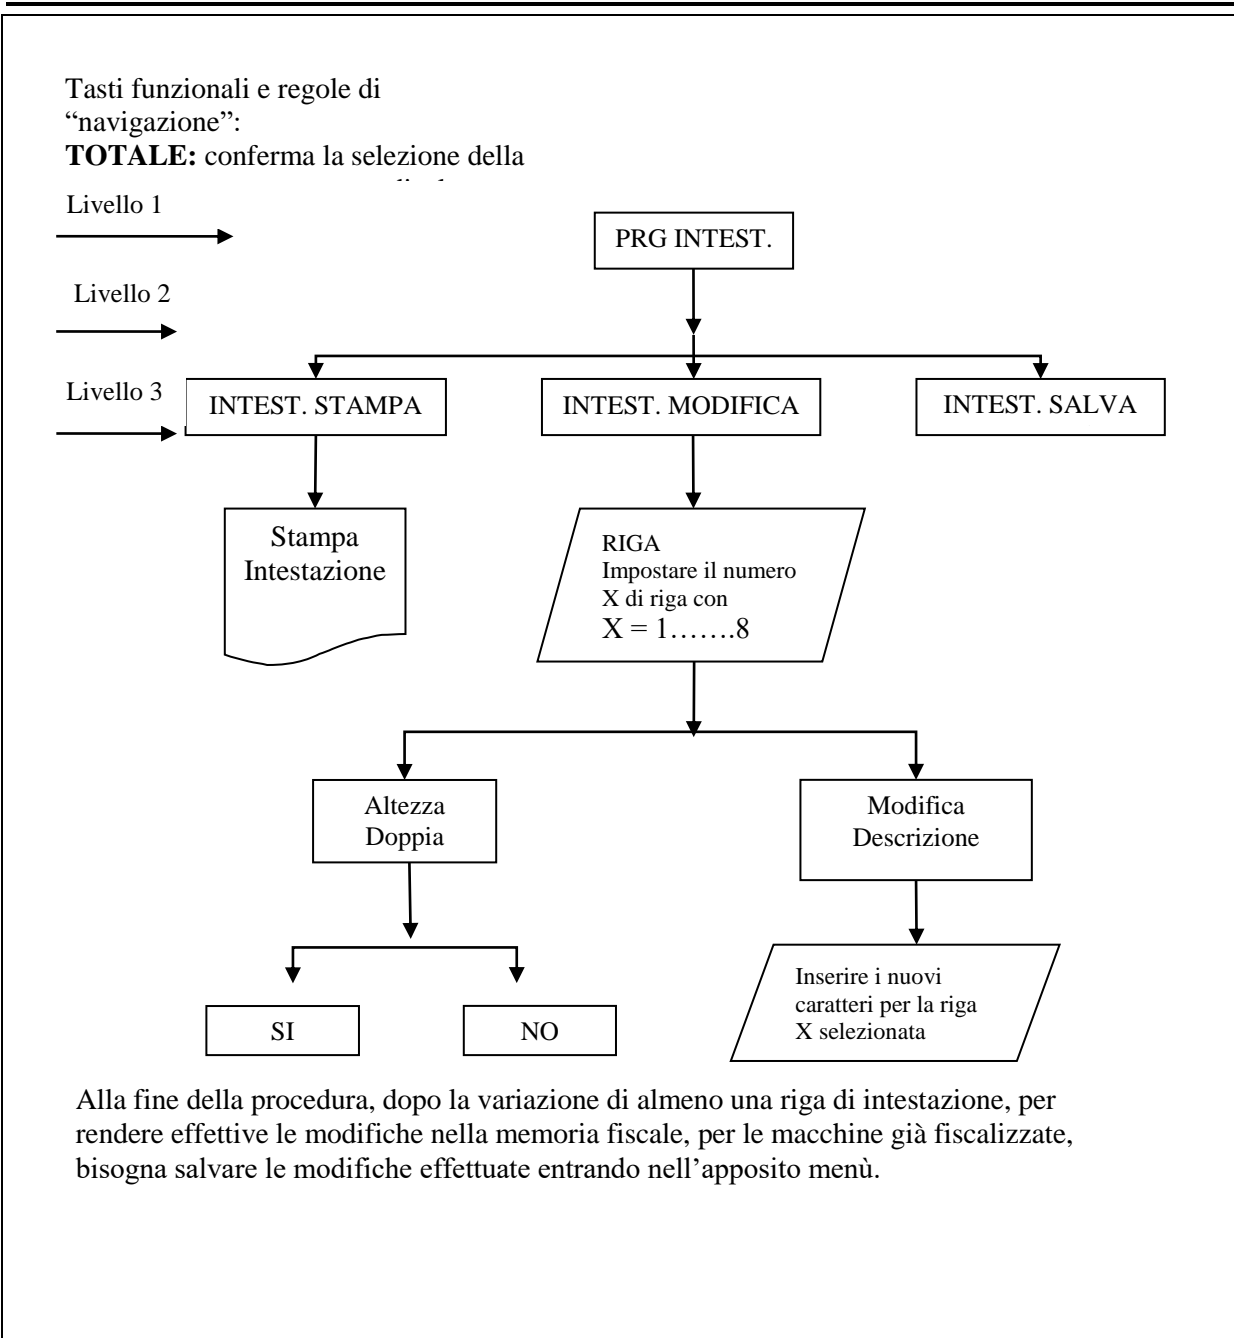 Tasti funzionali e regole di
“navigazione”:
TOTALE: conferma la selezione della
Livello 1
PRG INTEST.
Livello 2
Livello 3
INTEST. STAMPA
INTEST. MODIFICA
INTEST. SALVA
Stampa
Intestazione
RIGA
Impostare il numero
X di riga con
X = 1…….8
Altezza
Doppia
Modifica
Descrizione
SI
NO
Inserire i nuovi
caratteri per la riga
X selezionata
Alla fine della procedura, dopo la variazione di almeno una riga di intestazione, per
rendere effettive le modifiche nella memoria fiscale, per le macchine già fiscalizzate,
bisogna salvare le modifiche effettuate entrando nell’apposito menù.